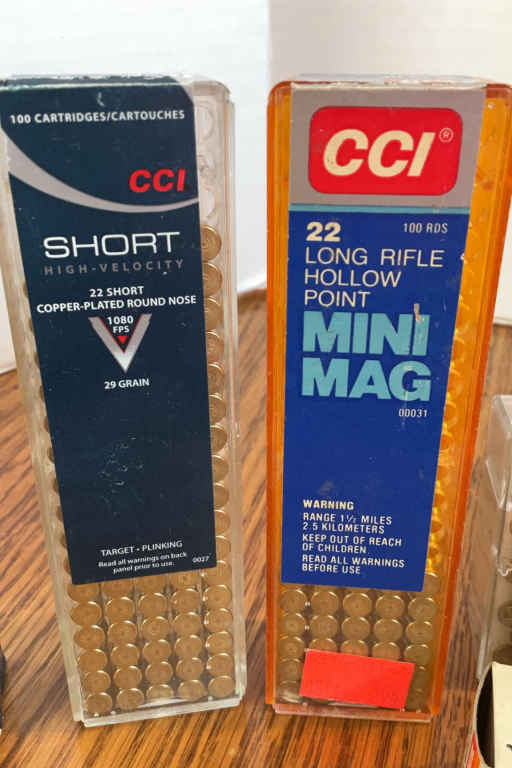 100 CARTRIDGES/CARTOUCHES
CCI
SHORT
HIGH-VELOCITY
22 SHORT
COPPER-PLATED ROUND NOSE
1080
FPS
29 GRAIN
TARGET • PLINKING
Read all warnings on back
panel prior to use.
0027
CCI®
22
100 RDS
LONG RIFLE
HOLLOW
POINT
MINI
MAG
00031
WARNING
RANGE 1½ MILES
2.5 KILOMETERS
KEEP OUT OF REACH
OF CHILDREN.
READ ALL WARNINGS
BEFORE USE